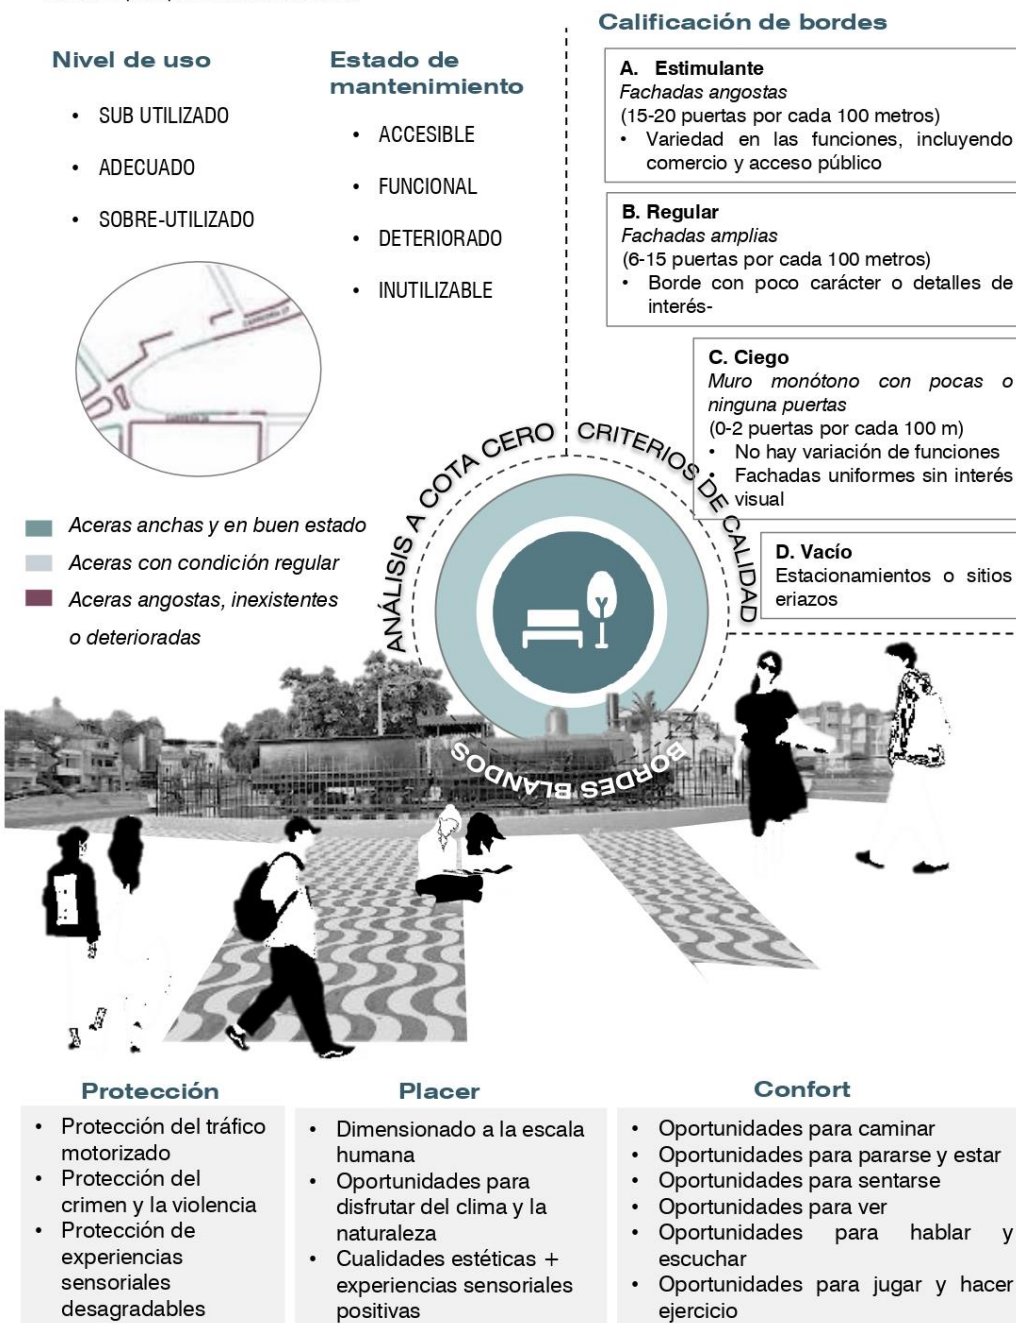 Nivel de uso
• SUB UTILIZADO
• ADECUADO
• SOBRE-UTILIZADO
Estado de
mantenimiento
• ACCESIBLE
• FUNCIONAL
• DETERIORADO
• INUTILIZABLE
Calificación de bordes
A. Estimulante
Fachadas angostas
(15-20 puertas por cada 100 metros)
• Variedad en las funciones, incluyendo
comercio y acceso público
B. Regular
Fachadas amplias
(6-15 puertas por cada 100 metros)
• Borde con poco carácter o detalles de
interés-
C. Ciego
Muro monótono con pocas o
ninguna puertas
(0-2 puertas por cada 100 m)
• No hay variación de funciones
• Fachadas uniformes sin interés
visual
D. Vacío
Estacionamientos o sitios
eriazos
Aceras anchas y en buen estado
Aceras con condición regular
Aceras angostas, inexistentes
o deterioradas
ANÁLISIS A COTA CERO
CRITERIOS DE CALIDAD
BORDES BLANDOS
Protección
• Protección del tráfico
motorizado
• Protección del
crimen y la violencia
• Protección de
experiencias
sensoriales
desagradables
Placer
• Dimensionado a la escala
humana
• Oportunidades para
disfrutar del clima y la
naturaleza
• Cualidades estéticas +
experiencias sensoriales
positivas
Confort
• Oportunidades para caminar
• Oportunidades para pararse y estar
• Oportunidades para sentarse
• Oportunidades para ver
• Oportunidades para hablar y
escuchar
• Oportunidades para jugar y hacer
ejercicio